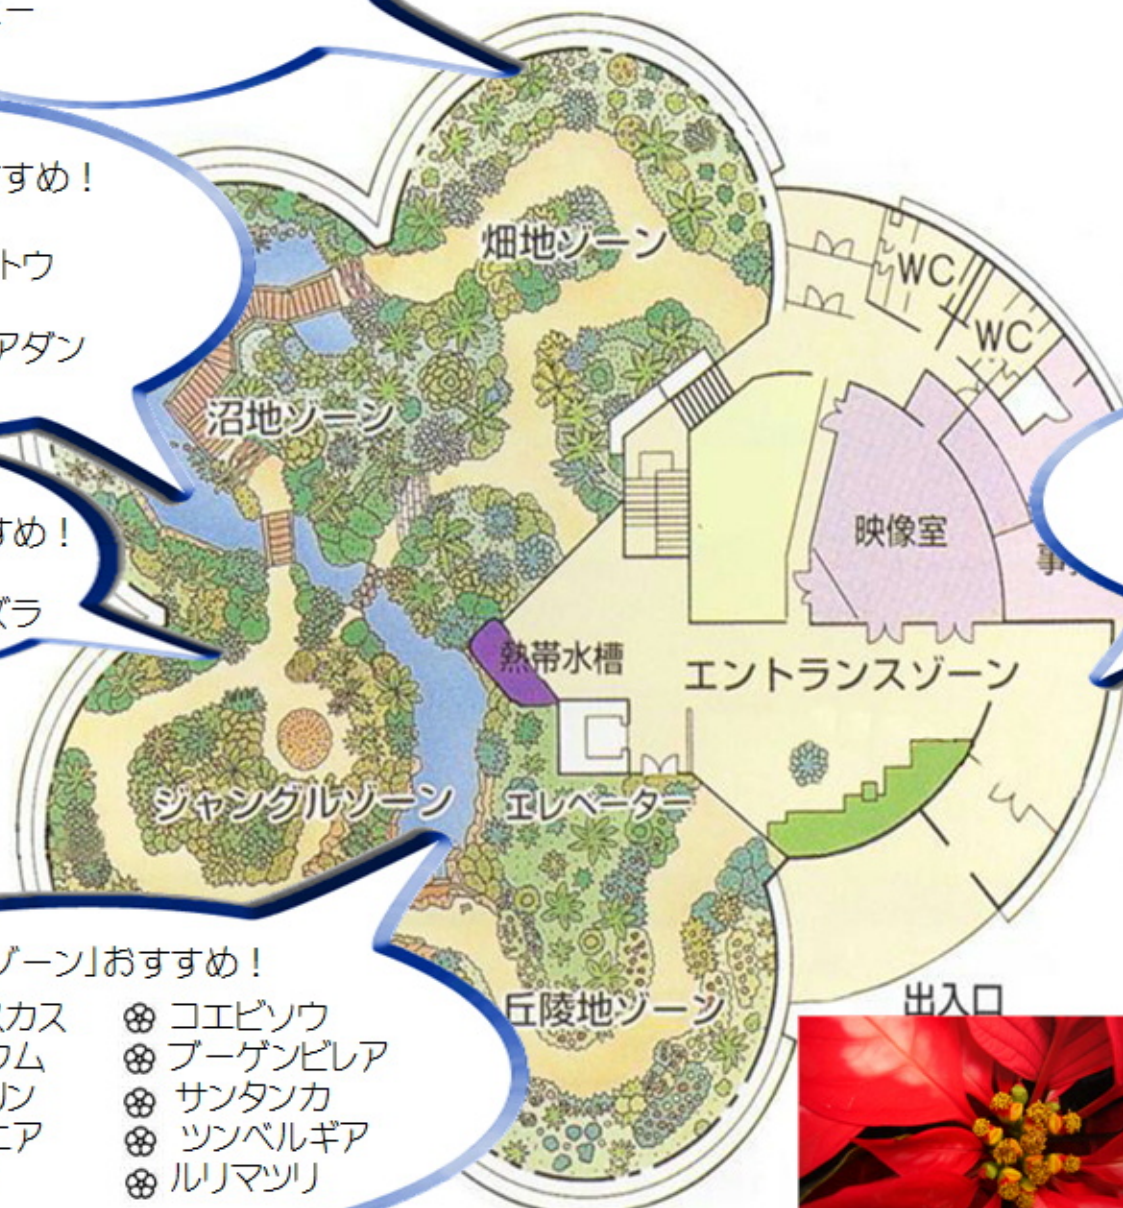 すめ！
トウ
アダン
すめ！
ズラ
畑地ゾーン
WC
WC
沼地ゾーン
映像室
熱帯水槽
エントランスゾーン
ジャングルゾーン
エレベーター
丘陵地ゾーン
出入口
ゾーン」おすすめ！
スカス
ウム
リン
ニア
コエビソウ
ブーゲンビレア
サンタンカ
ツンベルギア
ルリマツリ